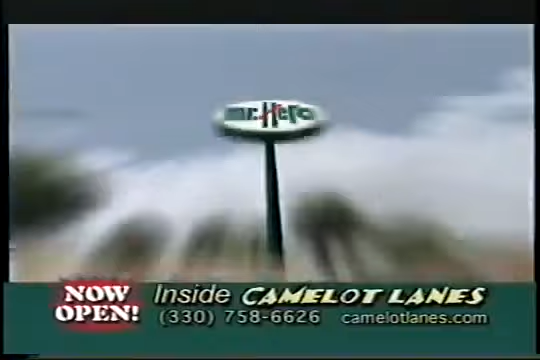 mr.Hero
NOW OPEN!
Inside CAMELOT LANES
(330) 758-6626 camelotlanes.com